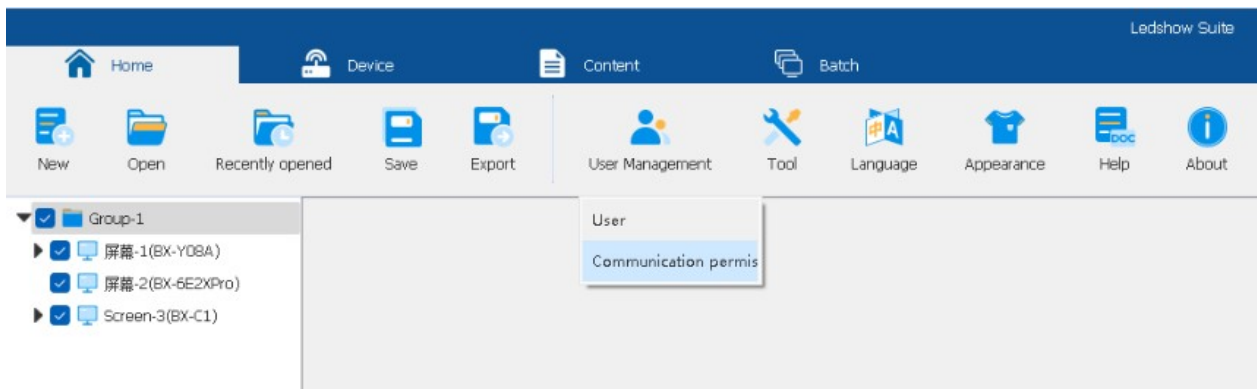 Ledshow Suite
Home Device Content Batch
中 A DOC
New Open Recently opened Save Export User Management Tool Language Appearance Help About
Group-1
屏幕-1(BX-Y08A)
屏幕-2(BX-6E2XPro)
Screen-3(BX-C1)
User
Communication permis